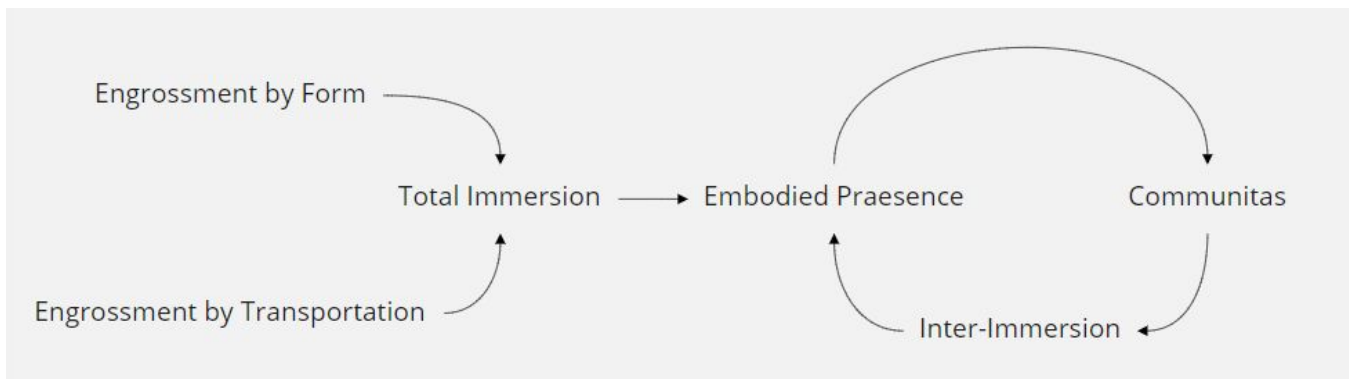 Engrossment by Form
Total Immersion
Embodied Praesence
Communitas
Engrossment by Transportation
Inter-Immersion